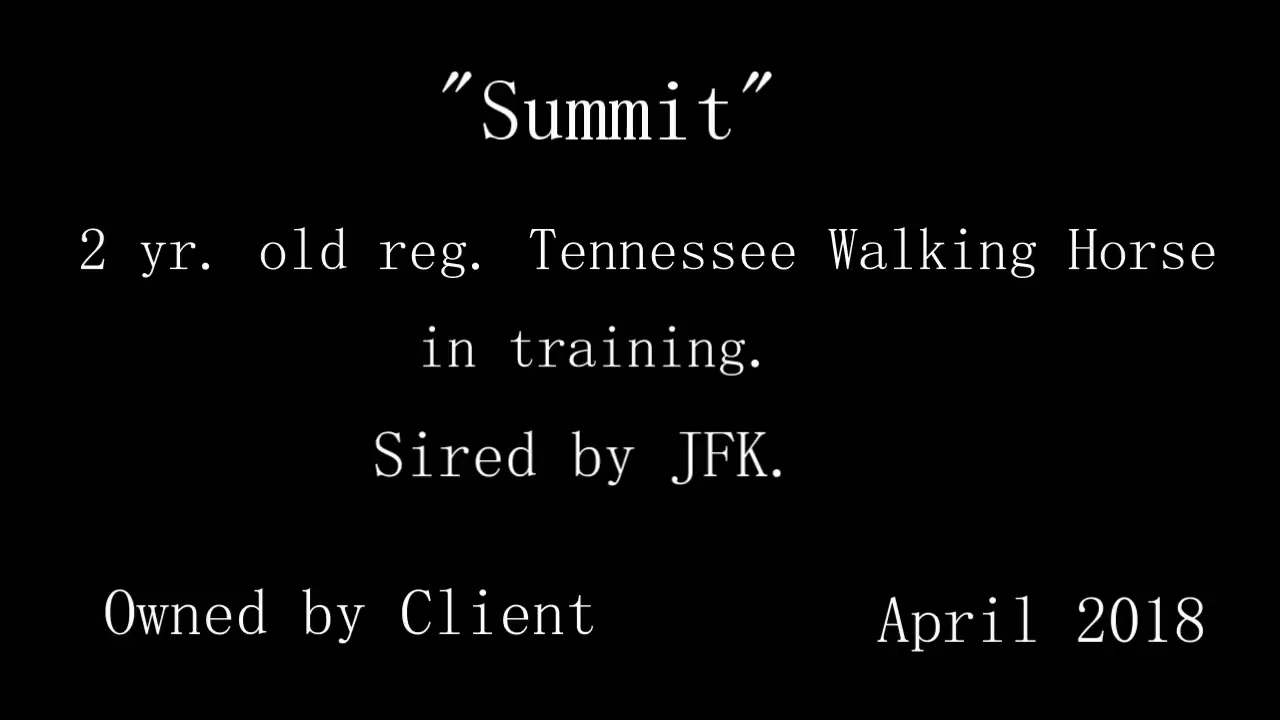 "Summit"
2 yr. old reg. Tennessee Walking Horse
in training.
Sired by JFK.
Owned by Client
April 2018